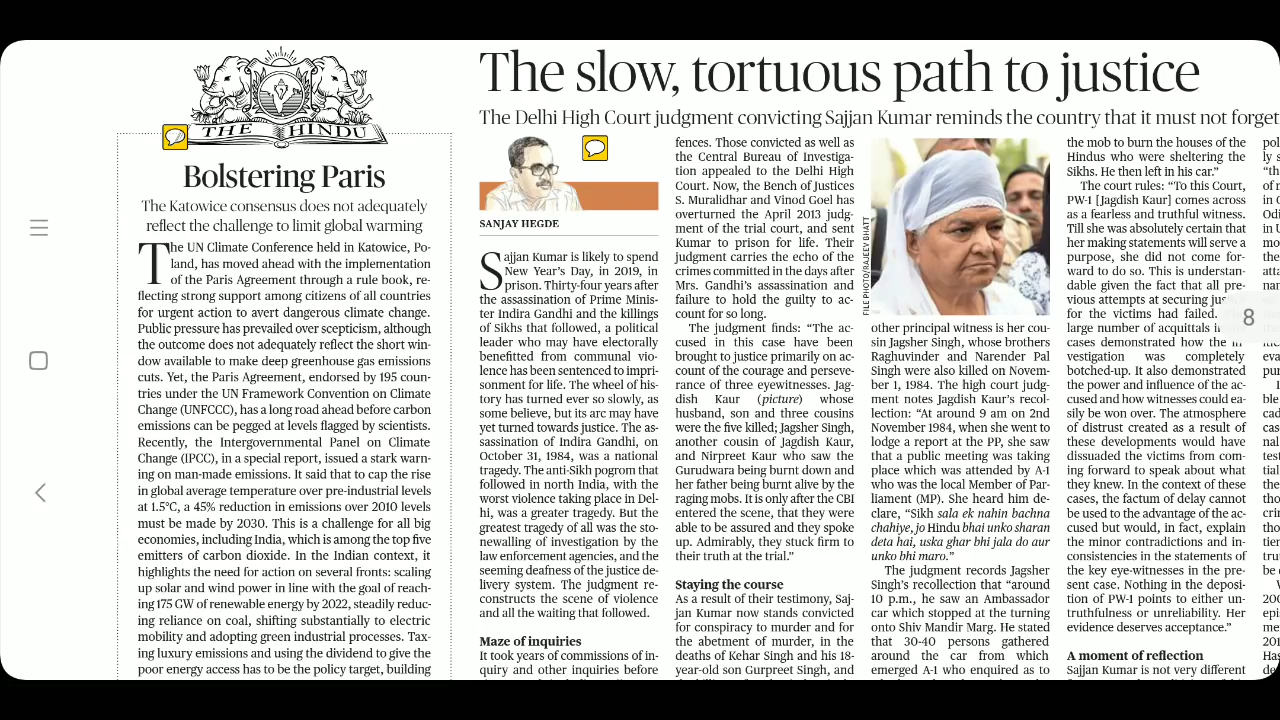 THE HINDU
Bolstering Paris
The Katowice consensus does not adequately
reflect the challenge to limit global warming
The UN Climate Conference held in Katowice, Po-
land, has moved ahead with the implementation
of the Paris Agreement through a rule book, re-
flecting strong support among citizens of all countries
for urgent action to avert dangerous climate change.
Public pressure has prevailed over scepticism, although
the outcome does not adequately reflect the short win-
dow available to make deep greenhouse gas emissions
cuts. Yet, the Paris Agreement, endorsed by 195 coun-
tries under the UN Framework Convention on Climate
Change (UNFCCC), has a long road ahead before carbon
emissions can be pegged at levels flagged by scientists.
Recently, the Intergovernmental Panel on Climate
Change (IPCC), in a special report, issued a stark warn-
ing on man-made emissions. It said that to cap the rise
in global average temperature over pre-industrial levels
at 1.5°C, a 45% reduction in emissions over 2010 levels
must be made by 2030. This is a challenge for all big
economies, including India, which is among the top five
emitters of carbon dioxide. In the Indian context, it
highlights the need for action on several fronts: scaling
up solar and wind power in line with the goal of reach-
ing 175 GW of renewable energy by 2022, steadily reduc-
ing reliance on coal, shifting substantially to electric
mobility and adopting green industrial processes. Tax-
ing luxury emissions and using the dividend to give the
poor energy access has to be the policy target, building
The slow, tortuous path to justice
The Delhi High Court judgment convicting Sajjan Kumar reminds the country that it must not forget
SANJAY HEGDE
Sajjan Kumar is likely to spend
New Year’s Day, in 2019, in
prison. Thirty-four years after
the assassination of Prime Minis-
ter Indira Gandhi and the killings
of Sikhs that followed, a political
leader who may have electorally
benefitted from communal vio-
lence has been sentenced to impri-
sonment for life. The wheel of his-
tory has turned ever so slowly, as
some believe, but its arc may have
yet turned towards justice. The as-
sassination of Indira Gandhi, on
October 31, 1984, was a national
tragedy. The anti-Sikh pogrom that
followed in north India, with the
worst violence taking place in Del-
hi, was a greater tragedy. But the
greatest tragedy of all was the sto-
newalling of investigation by the
law enforcement agencies, and the
seeming deafness of the justice de-
livery system. The judgment re-
constructs the scene of violence
and all the waiting that followed.
Maze of inquiries
It took years of commissions of in-
quiry and other inquiries before
fences. Those convicted as well as
the Central Bureau of Investiga-
tion appealed to the Delhi High
Court. Now, the Bench of Justices
S. Muralidhar and Vinod Goel has
overturned the April 2013 judg-
ment of the trial court, and sent
Kumar to prison for life. Their
judgment carries the echo of the
crimes committed in the days after
Mrs. Gandhi’s assassination and
failure to hold the guilty to ac-
count for so long.
The judgment finds: “The ac-
cused in this case have been
brought to justice primarily on ac-
count of the courage and perseve-
rance of three eyewitnesses. Jag-
dish Kaur (picture) whose
husband, son and three cousins
were the five killed; Jagsher Singh,
another cousin of Jagdish Kaur,
and Nirpreet Kaur who saw the
Gurudwara being burnt down and
her father being burnt alive by the
raging mobs. It is only after the CBI
entered the scene, that they were
able to be assured and they spoke
up. Admirably, they stuck firm to
their truth at the trial.”
Staying the course
As a result of their testimony, Saj-
jan Kumar now stands convicted
for conspiracy to murder and for
the abetment of murder, in the
deaths of Kehar Singh and his 18-
year-old son Gurpreet Singh, and
FILE PHOTO/RAJEEV BHATT
other principal witness is her cou-
sin Jagsher Singh, whose brothers
Raghuvinder and Narender Pal
Singh were also killed on Novem-
ber 1, 1984. The high court judg-
ment notes Jagdish Kaur’s recol-
lection: “At around 9 am on 2nd
November 1984, when she went to
lodge a report at the PP, she saw
that a public meeting was taking
place which was attended by A-1
who was the local Member of Par-
liament (MP). She heard him de-
clare, “Sikh sala ek nahin bachna
chahiye, jo Hindu bhai unko sharan
deta hai, uska ghar bhi jala do aur
unko bhi maro.”
The judgment records Jagsher
Singh’s recollection that “around
10 p.m., he saw an Ambassador
car which stopped at the turning
onto Shiv Mandir Marg. He stated
that 30-40 persons gathered
around the car from which
emerged A-1 who enquired as to
the mob to burn the houses of the
Hindus who were sheltering the
Sikhs. He then left in his car.”
The court rules: “To this Court,
PW-1 [Jagdish Kaur] comes across
as a fearless and truthful witness.
Till she was absolutely certain that
her making statements will serve a
purpose, she did not come for-
ward to do so. This is understan-
dable given the fact that all pre-
vious attempts at securing
for the victims had failed.
large number of acquittals
cases demonstrated how the
vestigation was completely
botched-up. It also demonstrated
the power and influence of the ac-
cused and how witnesses could ea-
sily be won over. The atmosphere
of distrust created as a result of
these developments would have
dissuaded the victims from com-
ing forward to speak about what
they knew. In the context of these
cases, the factum of delay cannot
be used to the advantage of the ac-
cused but would, in fact, explain
the minor contradictions and in-
consistencies in the statements of
the key eye-witnesses in the pre-
sent case. Nothing in the deposi-
tion of PW-1 points to either un-
truthfulness or unreliability. Her
evidence deserves acceptance.”
A moment of reflection
Sajjan Kumar is not very different
8